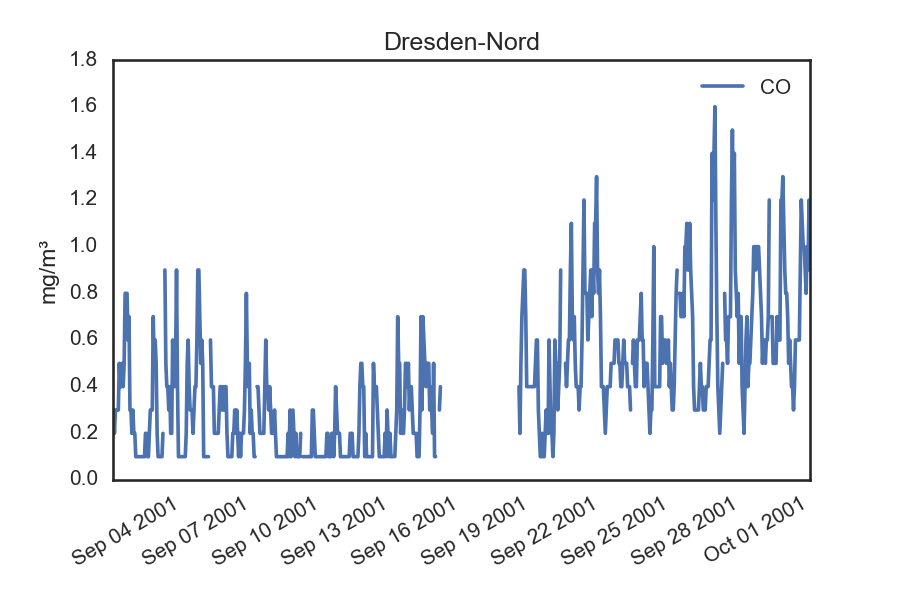 Dresden-Nord
CO
mg/m³
1.8
1.6
1.4
1.2
1.0
0.8
0.6
0.4
0.2
0.0
Sep 04 2001
Sep 07 2001
Sep 10 2001
Sep 13 2001
Sep 16 2001
Sep 19 2001
Sep 22 2001
Sep 25 2001
Sep 28 2001
Oct 01 2001